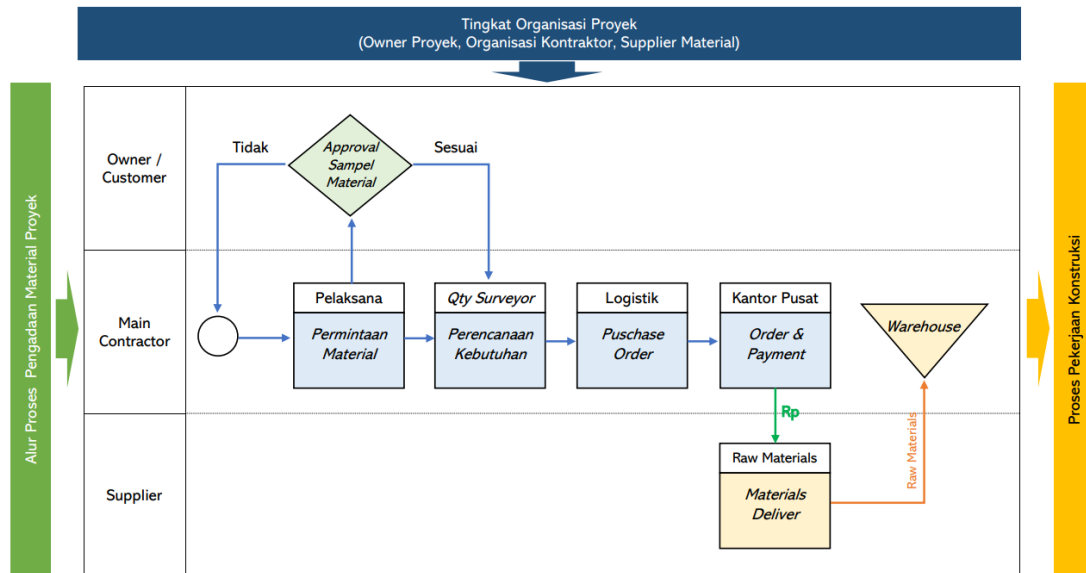 Tingkat Organisasi Proyek
(Owner Proyek, Organisasi Kontraktor, Supplier Material)
Alur Proses Pengadaan Material Proyek
Owner /
Customer
Tidak
Approval
Sampel
Material
Sesuai
Main
Contractor
Pelaksana
Permintaan
Material
Qty Surveyor
Perencanaan
Kebutuhan
Logistik
Puschase
Order
Kantor Pusat
Order &
Payment
Warehouse
Rp
Raw Materials
Supplier
Raw Materials
Materials
Deliver
Proses Pekerjaan Konstruksi